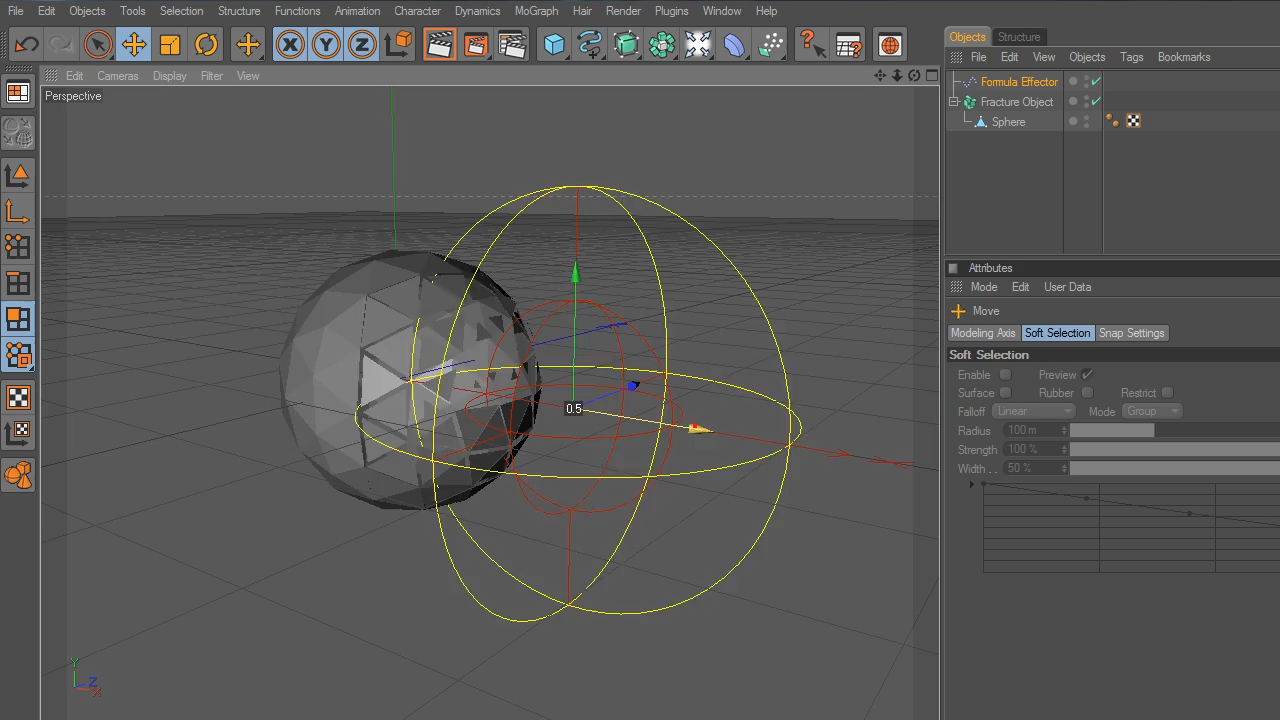 File Edit Objects Tools Selection Structure Functions Animation Character Dynamics MoGraph Hair Render Plugins Window Help
X Y Z
Objects Structure
File Edit View Objects Tags Bookmarks
Edit Cameras Display Filter View
Perspective
Formula Effector
Fracture Object
Sphere
Attributes
Mode Edit User Data
Move
Modeling Axis Soft Selection Snap Settings
Soft Selection
Enable Preview
Surface Rubber Restrict
Falloff Linear Mode Group
Radius 100 m
Strength 100 %
Width . . 50 %
0.5
Y
Z
X